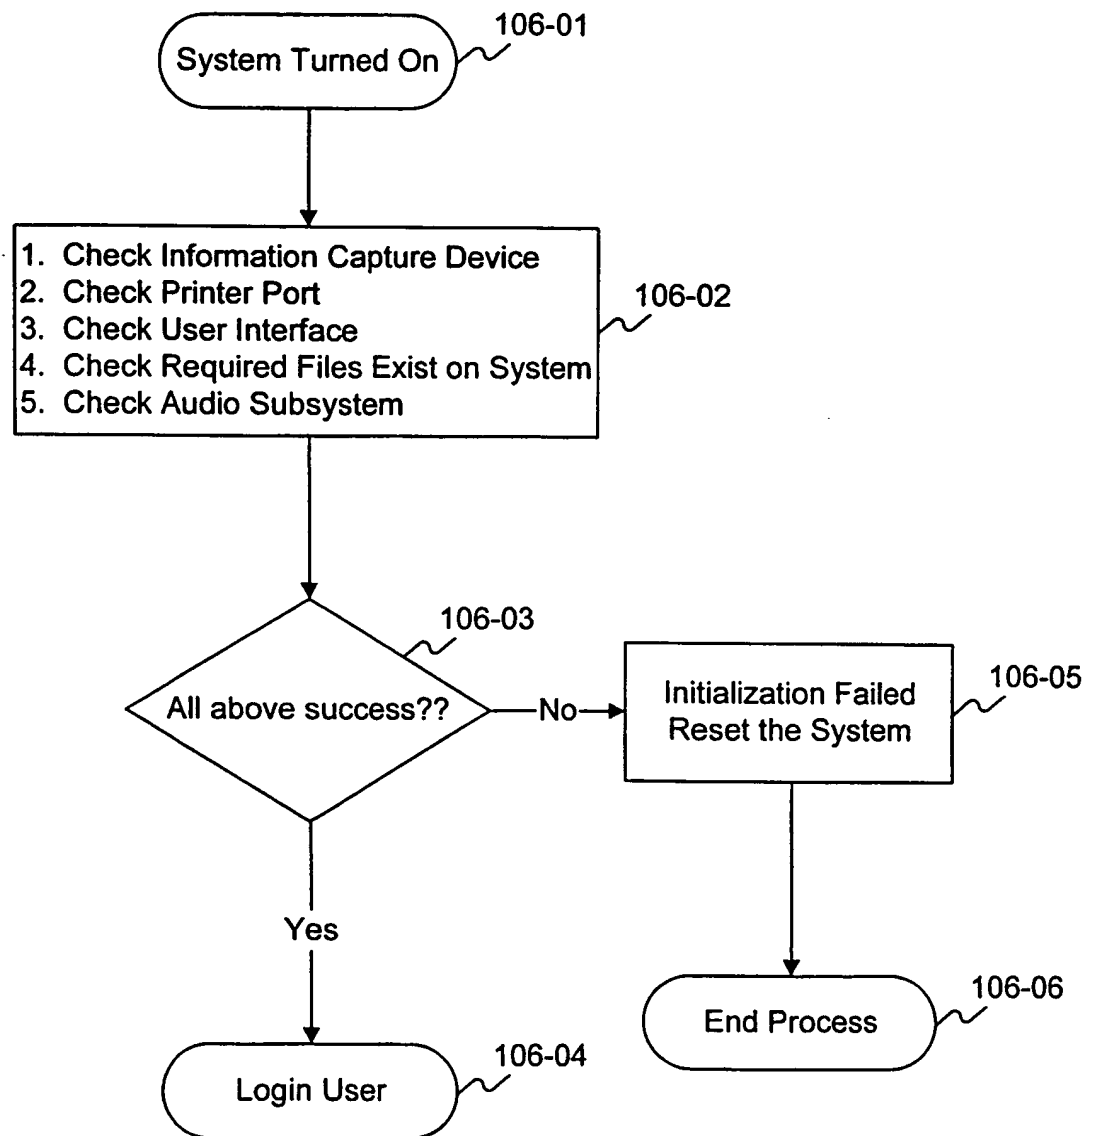 106-01
System Turned On
1. Check Information Capture Device
2. Check Printer Port
3. Check User Interface
4. Check Required Files Exist on System
5. Check Audio Subsystem
106-02
106-03
All above success??
No
106-05
Initialization Failed
Reset the System
Yes
106-06
End Process
106-04
Login User